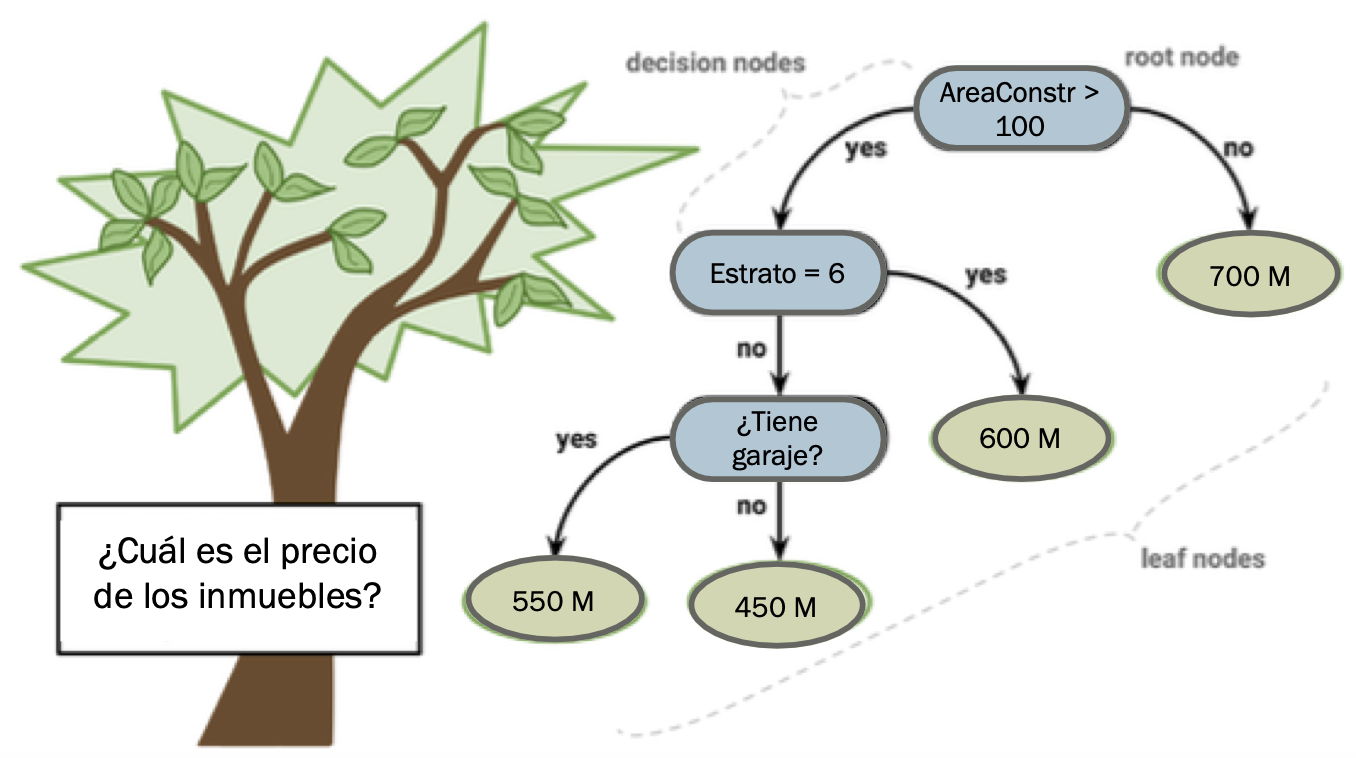 decision nodes
root node
AreaConstr >
100
yes
no
Estrato = 6
yes
700 M
no
¿Tiene
garaje?
yes
600 M
no
¿Cuál es el precio
de los inmuebles?
leaf nodes
550 M
450 M